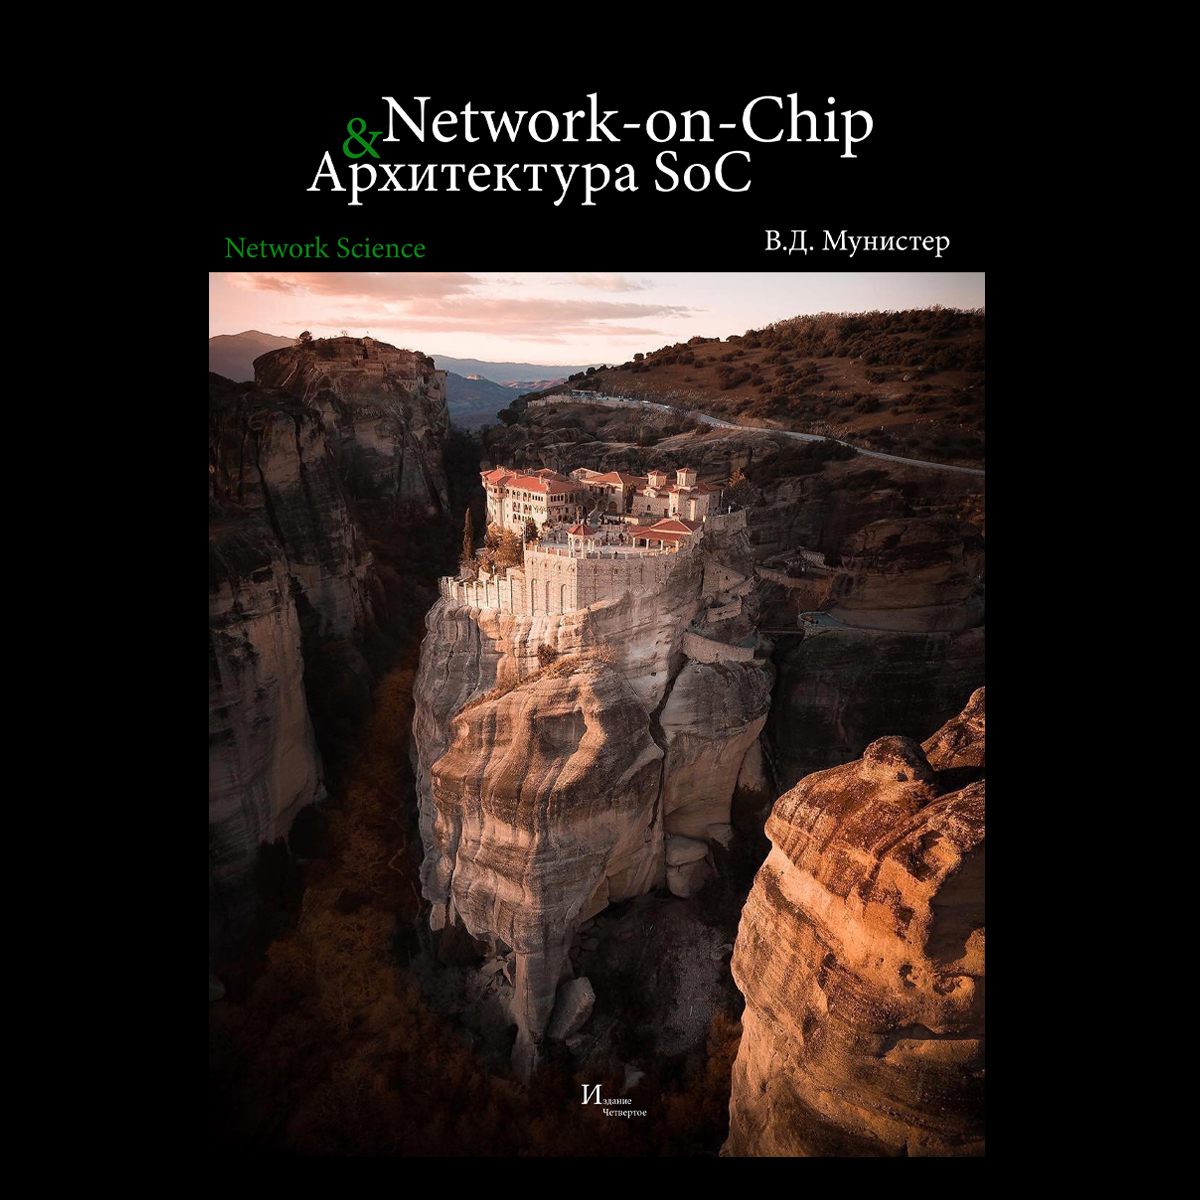 &Network-on-Chip
Архитектура SoC
Network Science
В.Д. Мунистер
Издание
Четвертое